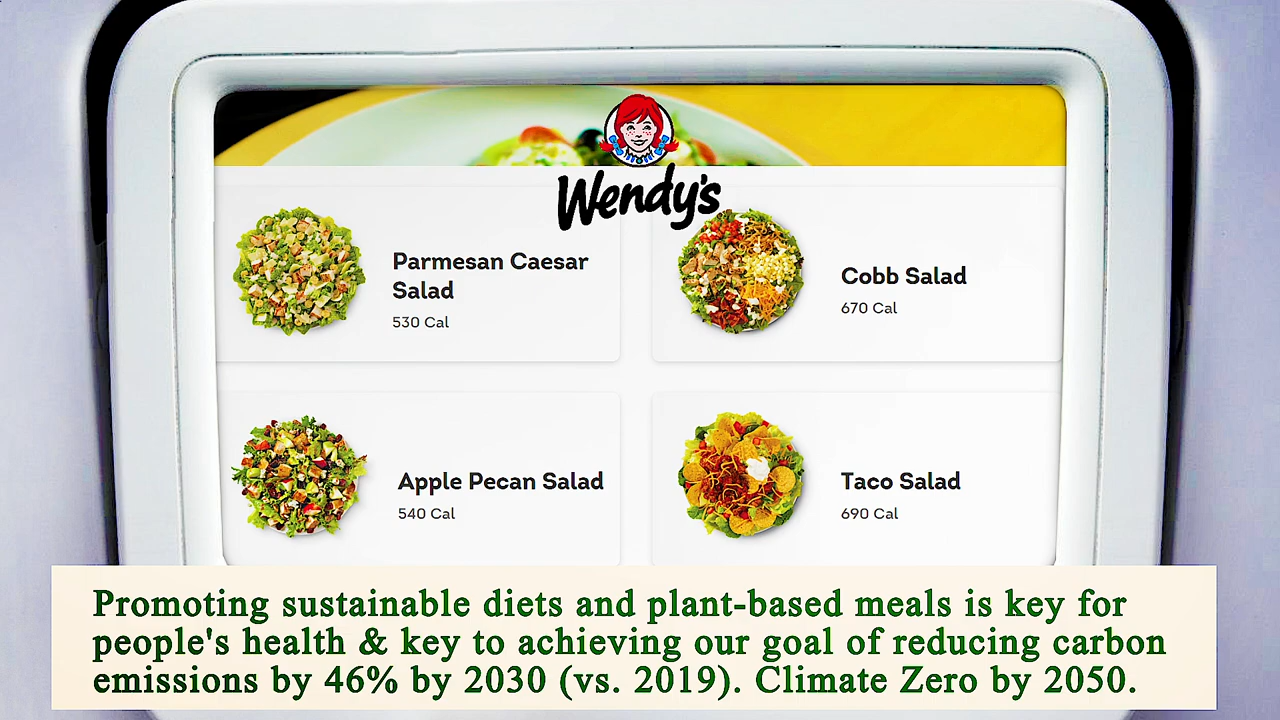 Wendy's
Parmesan Caesar
Salad
530 Cal
Cobb Salad
670 Cal
Apple Pecan Salad
540 Cal
Taco Salad
690 Cal
Promoting sustainable diets and plant-based meals is key for
people's health & key to achieving our goal of reducing carbon
emissions by 46% by 2030 (vs. 2019). Climate Zero by 2050.